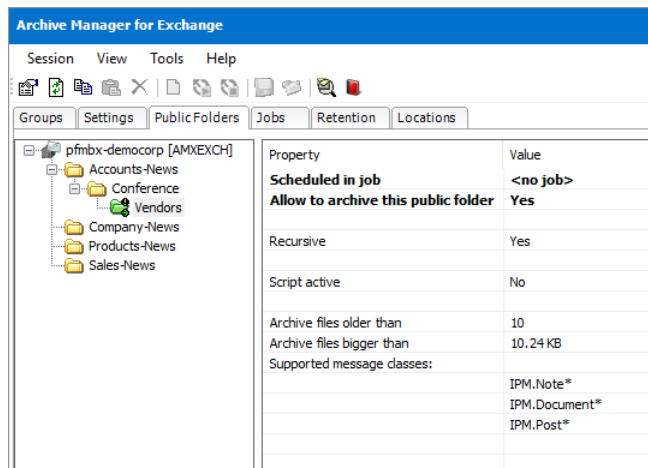 Archive Manager for Exchange
Session View Tools Help
Groups Settings Public Folders Jobs Retention Locations
pfmbx-democorp [AMXEXCH]
Accounts-News
Conference
Vendors
Company-News
Products-News
Sales-News
Property Value
Scheduled in job <no job>
Allow to archive this public folder Yes
Recursive Yes
Script active No
Archive files older than 10
Archive files bigger than 10.24 KB
Supported message classes:
IPM.Note*
IPM.Document*
IPM.Post*